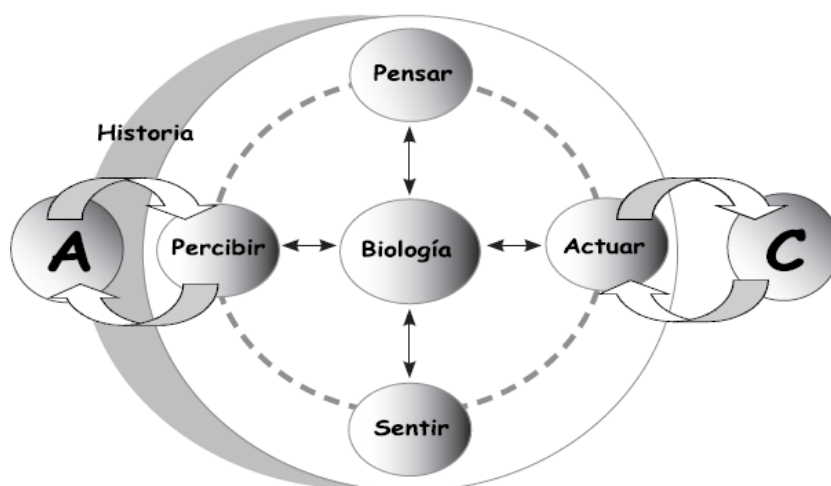 Pensar
Historia
A
Percibir
Biología
Actuar
C
Sentir